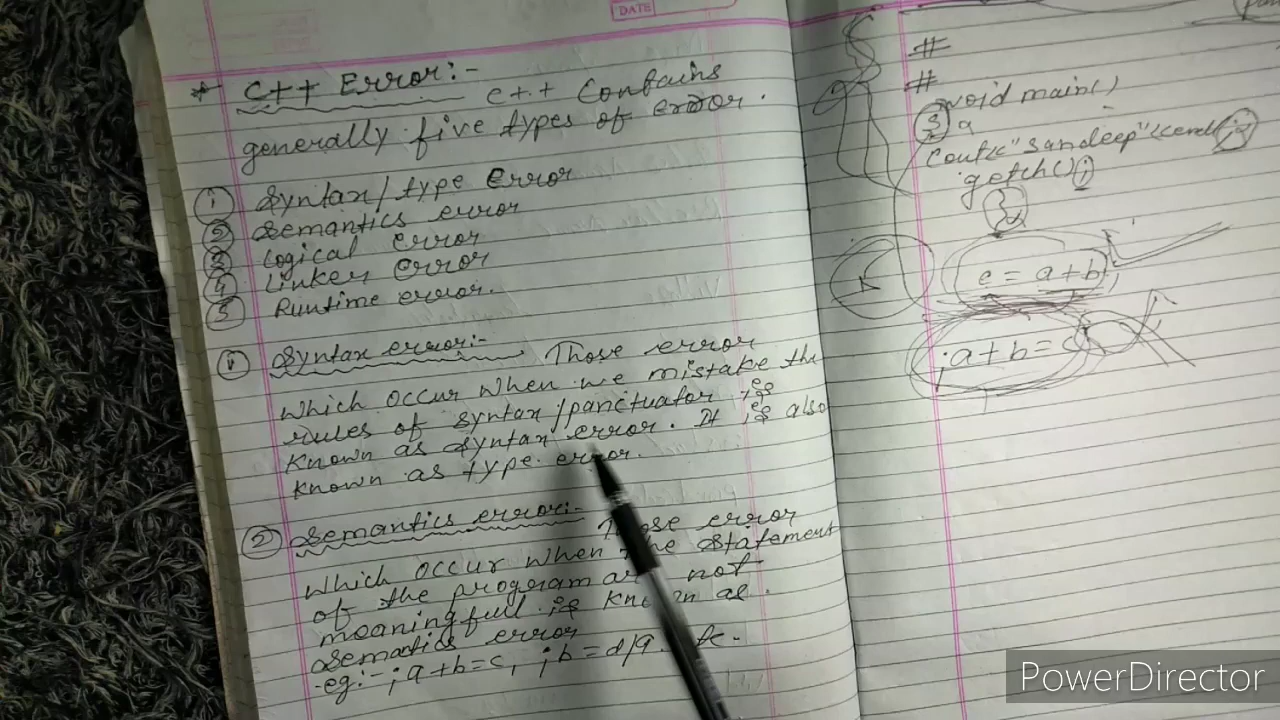 DATE
* C++ Error:-
C++ Contains
generally five types of error.
① Syntax/type Error
② Semantics error
③ Logical error
④ Linker Error
⑤ Runtime error.
① Syntax error:- Those error
which occur when we mistake the
rules of syntax/panctuator is
known as syntax error. It is also
known as type error.
② Semantics error:- Those error
which occur when the statement
of the program are not
meaningfull is known as
Semantics error
eg:- ; a+b=c, ; b=d/a.
#
#
void main()
{
Cout<<"Sandeep"<<endl;
getch();
}
c = a+b
; a+b=c
PowerDirector